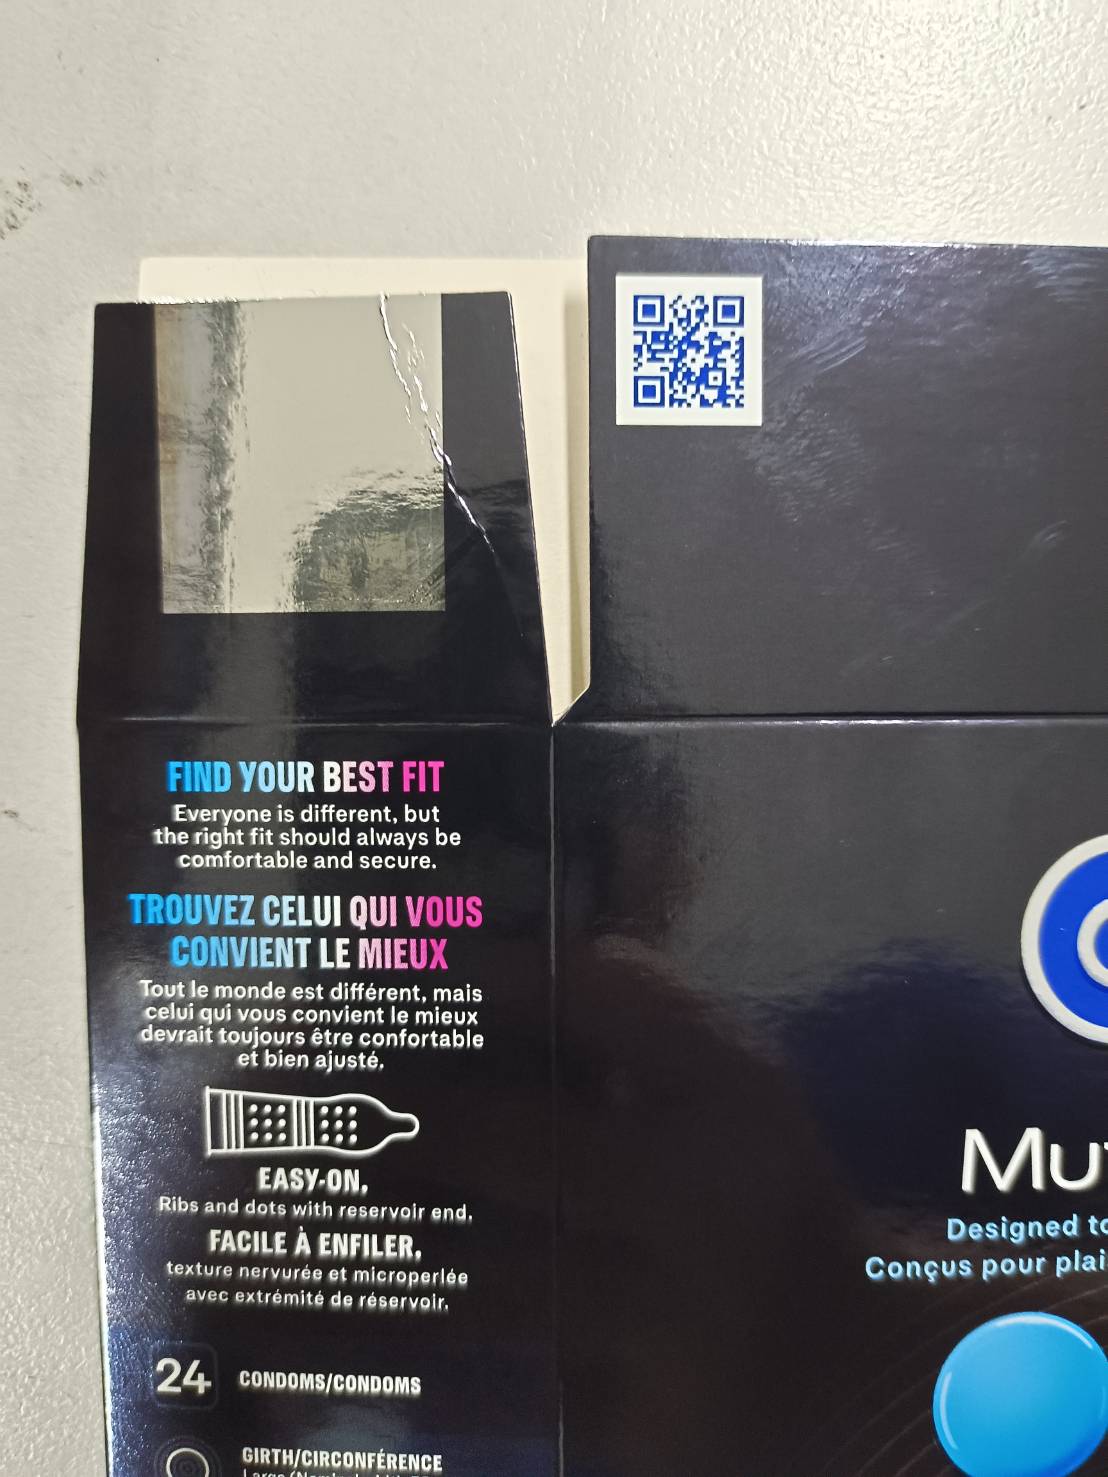 FIND YOUR BEST FIT
Everyone is different, but
the right fit should always be
comfortable and secure.
TROUVEZ CELUI QUI VOUS
CONVIENT LE MIEUX
Tout le monde est différent, mais
celui qui vous convient le mieux
devrait toujours être confortable
et bien ajusté.
EASY-ON,
Ribs and dots with reservoir end.
FACILE À ENFILER,
texture nervurée et microperlée
avec extrémité de réservoir.
24 CONDOMS/CONDOMS
GIRTH/CIRCONFÉRENCE
Mu
Designed to
Conçus pour plai